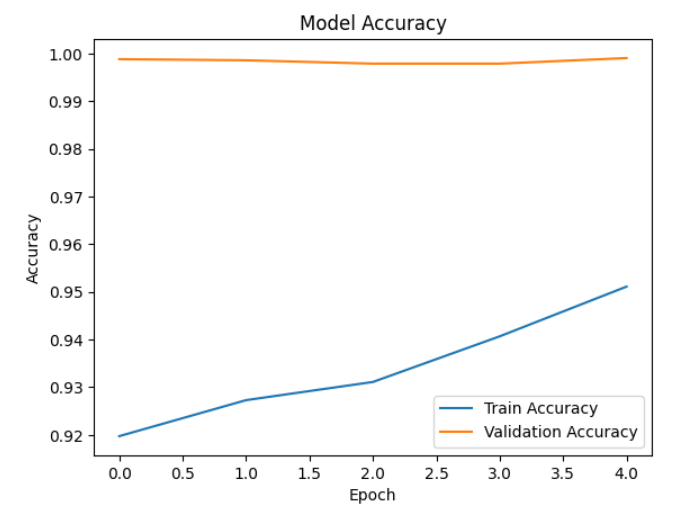 Model Accuracy
1.00
0.99
0.98
0.97
0.96
0.95
0.94
0.93
0.92
Accuracy
Train Accuracy
Validation Accuracy
0.0 0.5 1.0 1.5 2.0 2.5 3.0 3.5 4.0
Epoch